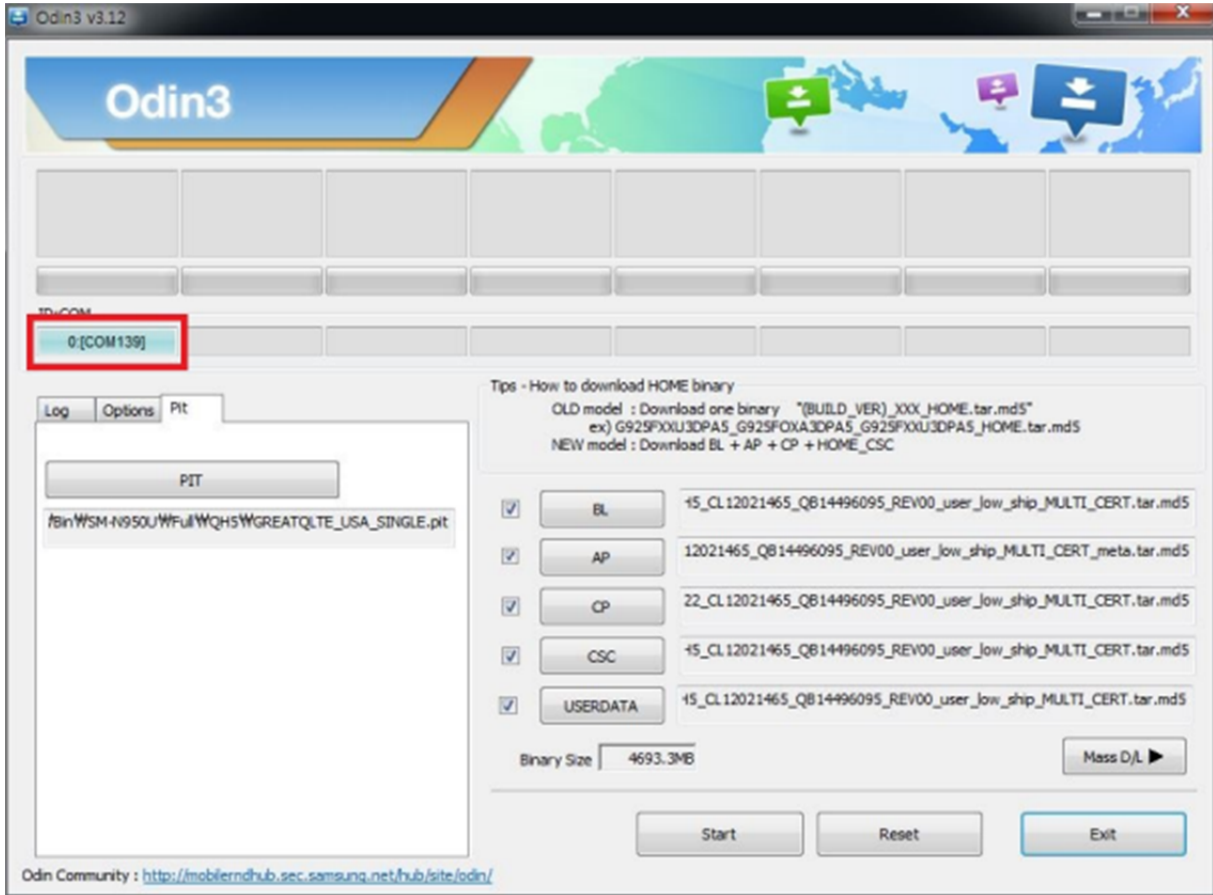 Odin3 v3.12
Odin3
ID:COM
0:[COM139]
Log
Options
Pit
PIT
/Bin₩SM-N950U₩Full₩QH5₩GREATQLTE_USA_SINGLE.pit
Tips - How to download HOME binary
OLD model : Download one binary "(BUILD_VER)_XXX_HOME.tar.md5"
ex) G925FXXU3DPA5_G925FOXA3DPA5_G925FXXU3DPA5_HOME.tar.md5
NEW model : Download BL + AP + CP + HOME_CSC
BL
H5_CL12021465_QB14496095_REV00_user_low_ship_MULTI_CERT.tar.md5
AP
12021465_QB14496095_REV00_user_low_ship_MULTI_CERT_meta.tar.md5
CP
22_CL12021465_QB14496095_REV00_user_low_ship_MULTI_CERT.tar.md5
CSC
H5_CL12021465_QB14496095_REV00_user_low_ship_MULTI_CERT.tar.md5
USERDATA
H5_CL12021465_QB14496095_REV00_user_low_ship_MULTI_CERT.tar.md5
Binary Size 4693.3MB
Mass D/L ▶
Start
Reset
Exit
Odin Community : http://mobilerndhub.sec.samsung.net/hub/site/odin/